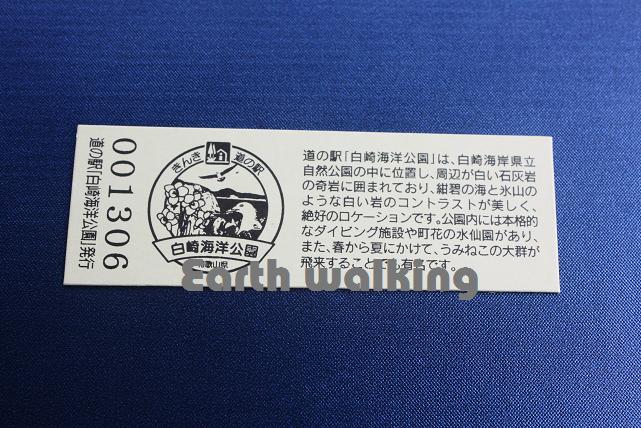 道の駅「白崎海洋公園」発行
001306
きんき 道の駅
白崎海洋公園
和歌山県
道の駅「白崎海洋公園」は、白崎海岸県立
自然公園の中に位置し、周辺が白い石灰岩
の奇岩に囲まれており、紺碧の海と氷山の
ような白い岩のコントラストが美しく、
絶好のロケーションです。公園内には本格的
なダイビング施設や町花の水仙園があり、
また、春から夏にかけて、うみねこの大群が
飛来することでも有名です。
Earth walking